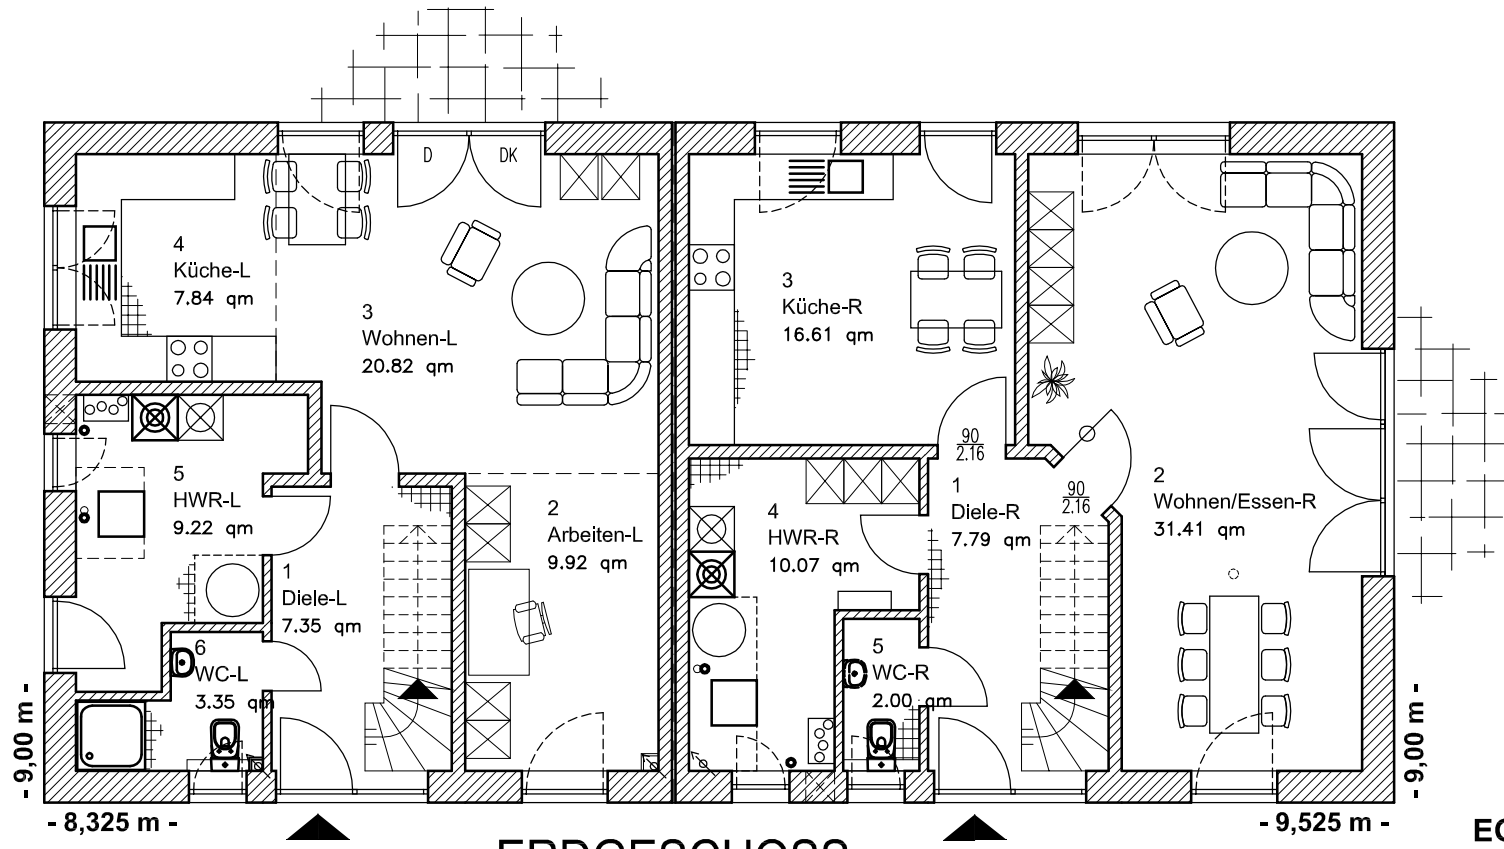 D
DK
4
Küche-L
7.84 qm
3
Wohnen-L
20.82 qm
3
Küche-R
16.61 qm
90
2.16
90
2.16
5
HWR-L
9.22 qm
2
Arbeiten-L
9.92 qm
4
HWR-R
10.07 qm
1
Diele-R
7.79 qm
2
Wohnen/Essen-R
31.41 qm
1
Diele-L
7.35 qm
6
WC-L
3.35 qm
5
WC-R
2.00 qm
- 9,00 m -
- 9,00 m -
- 8,325 m -
- 9,525 m -
ERDGESCHOSS
EG